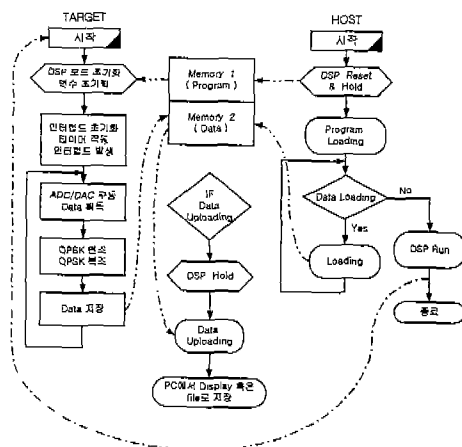 TARGET
시작
DSP 모드 초기화
변수 초기화
인터럽트 초기화
타이머 작동
인터럽트 발생
ADC/DAC 구동
Data 획득
QPSK 변조
QPSK 복조
Data 저장
Memory 1
( Program )
Memory 2
( Data )
IF
Data
Uploading
DSP Hold
Data
Uploading
PC에서 Display 혹은
file로 저장
HOST
시작
DSP Reset
& Hold
Program
Loading
Data Loading
No
Yes
Loading
DSP Run
종료